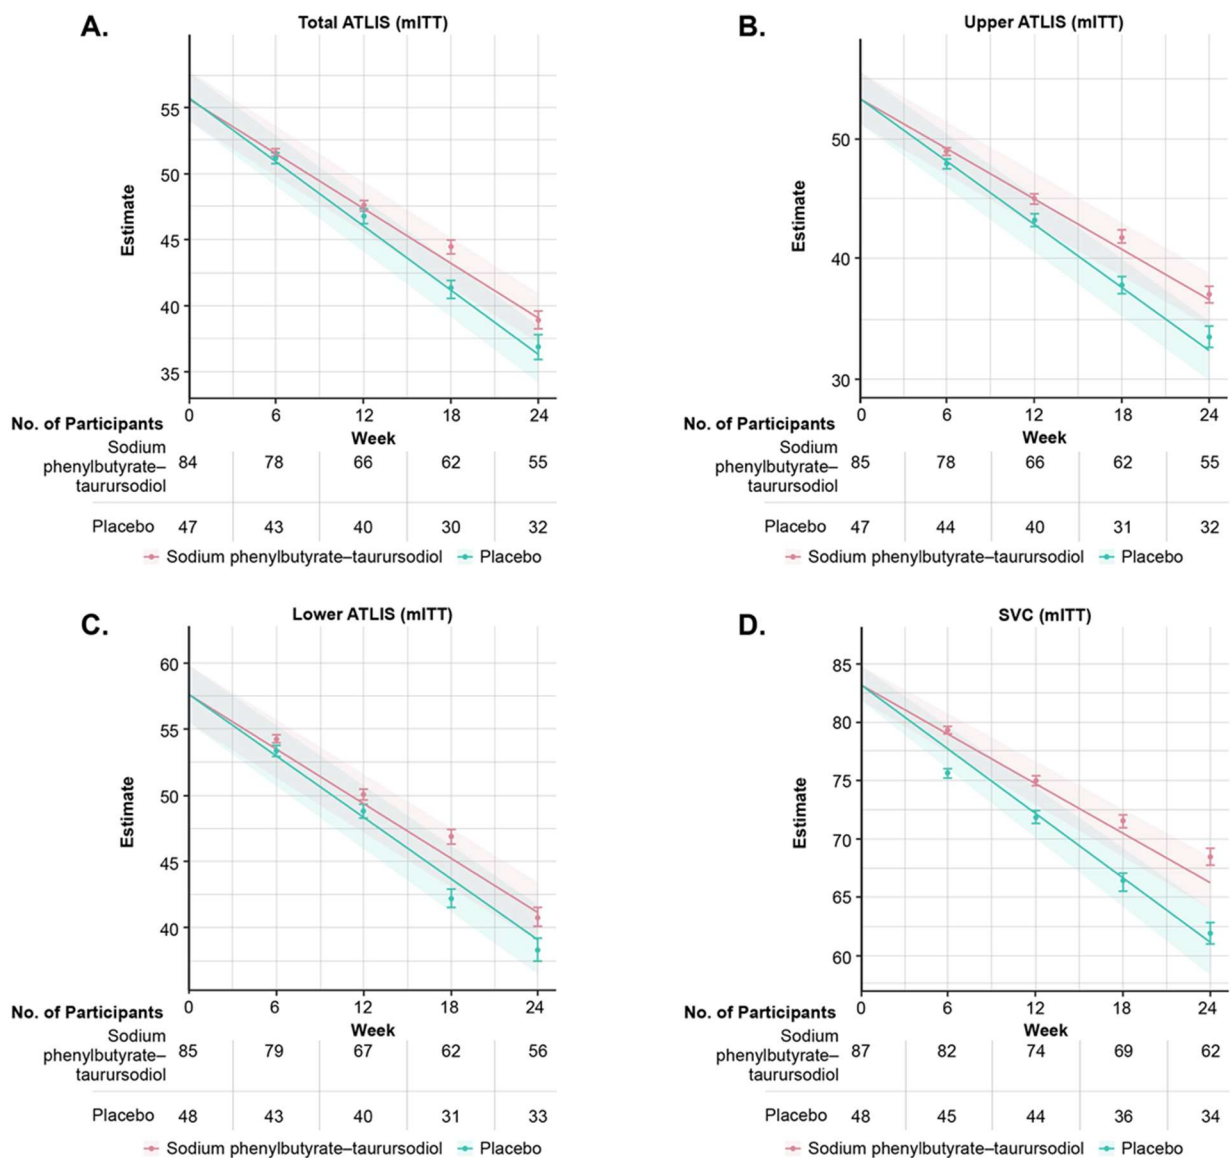 A.
Total ATLIS (mITT)
Estimate
55
50
45
40
35
0 6 12 18 24
Week
No. of Participants
Sodium
phenylbutyrate–
taurursodiol
84 78 66 62 55
Placebo 47 43 40 30 32
Sodium phenylbutyrate–taurursodiol Placebo
B.
Upper ATLIS (mITT)
Estimate
50
40
30
0 6 12 18 24
Week
No. of Participants
Sodium
phenylbutyrate–
taurursodiol
85 78 66 62 55
Placebo 47 44 40 31 32
Sodium phenylbutyrate–taurursodiol Placebo
C.
Lower ATLIS (mITT)
Estimate
60
55
50
45
40
0 6 12 18 24
Week
No. of Participants
Sodium
phenylbutyrate–
taurursodiol
85 79 67 62 56
Placebo 48 43 40 31 33
Sodium phenylbutyrate–taurursodiol Placebo
D.
SVC (mITT)
Estimate
85
80
75
70
65
60
0 6 12 18 24
Week
No. of Participants
Sodium
phenylbutyrate–
taurursodiol
87 82 74 69 62
Placebo 48 45 44 36 34
Sodium phenylbutyrate–taurursodiol Placebo